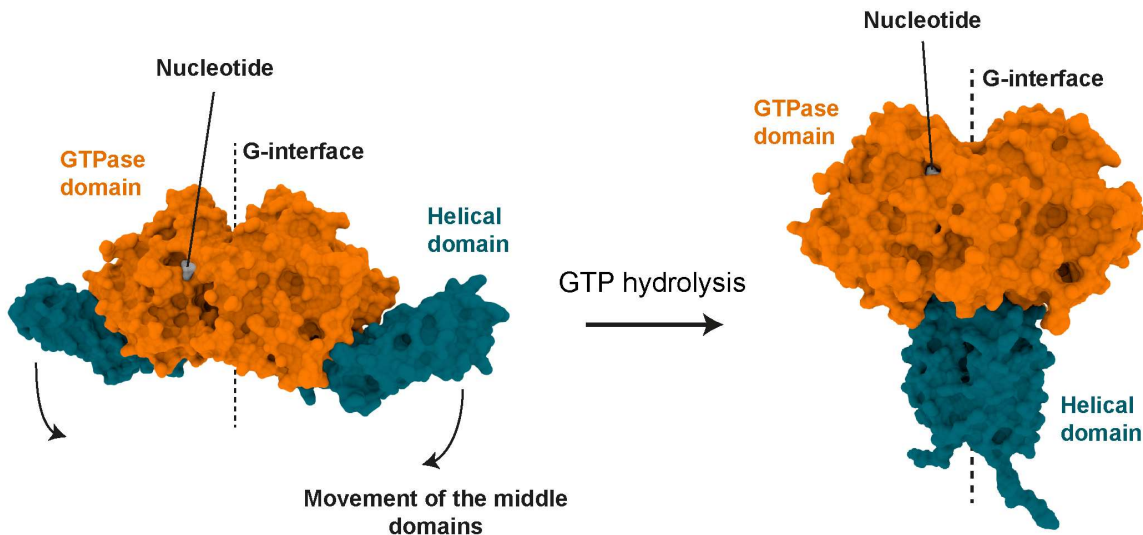 Nucleotide
G-interface
GTPase
domain
Helical
domain
Movement of the middle
domains
GTP hydrolysis
Nucleotide
G-interface
GTPase
domain
Helical
domain